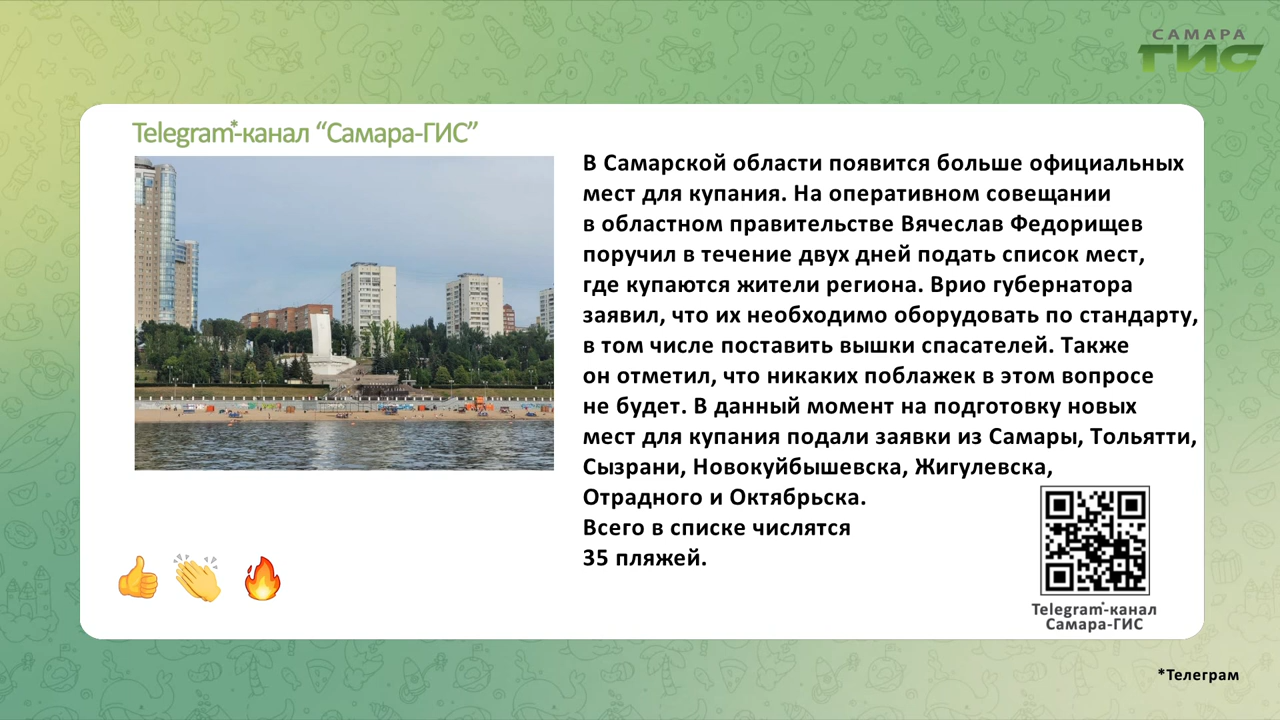 САМАРА
ГИС
Telegram*-канал “Самара-ГИС”
В Самарской области появится больше официальных
мест для купания. На оперативном совещании
в областном правительстве Вячеслав Федорищев
поручил в течение двух дней подать список мест,
где купаются жители региона. Врио губернатора
заявил, что их необходимо оборудовать по стандарту,
в том числе поставить вышки спасателей. Также
он отметил, что никаких поблажек в этом вопросе
не будет. В данный момент на подготовку новых
мест для купания подали заявки из Самары, Тольятти,
Сызрани, Новокуйбышевска, Жигулевска,
Отрадного и Октябрьска.
Всего в списке числятся
35 пляжей.
Telegram*-канал
Самара-ГИС
*Телеграм